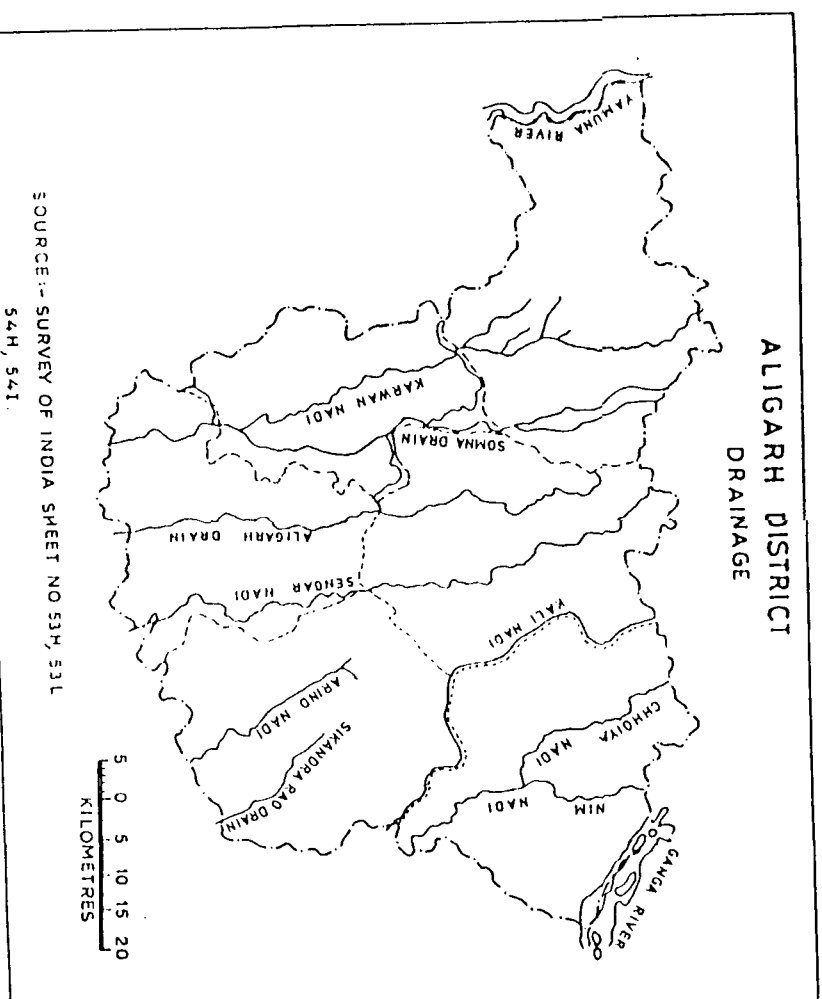 ALIGARH DISTRICT
DRAINAGE
YAMUNA RIVER
KARWAN NADI
SOMNA DRAIN
ALIGARH DRAIN
SENGAR NADI
KALI NADI
CHHOIYA NADI
NIM NADI
GANGA RIVER
ARIND NADI
SIKANDRA RAO DRAIN
5 0 5 10 15 20
KILOMETRES
SOURCE:- SURVEY OF INDIA SHEET NO 53H, 53L
54H, 54I.